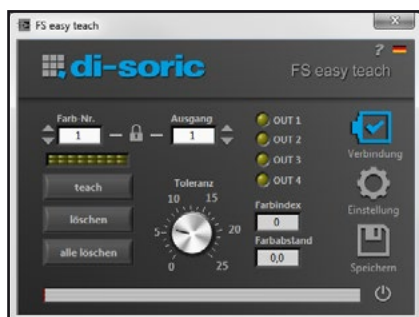 FS easy teach
x
?
di-soric
FS easy teach
Farb-Nr.
Ausgang
1
1
OUT 1
OUT 2
OUT 3
OUT 4
Verbindung
teach
löschen
alle löschen
Toleranz
0
5
10
15
20
25
Farbindex
0
Farbabstand
0,0
Einstellung
Speichern